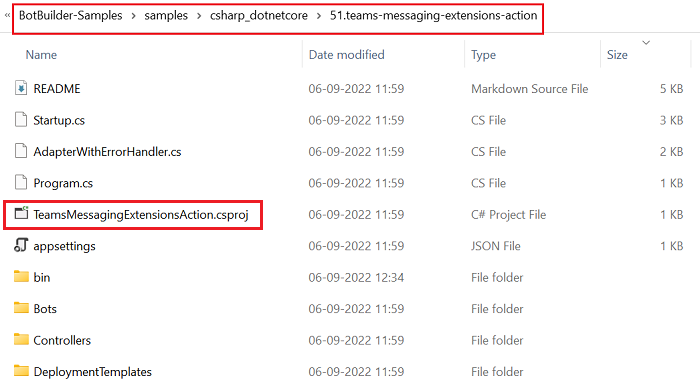 « BotBuilder-Samples > samples > csharp_dotnetcore > 51.teams-messaging-extensions-action
Name Date modified Type Size
README 06-09-2022 11:59 Markdown Source File 5 KB
Startup.cs 06-09-2022 11:59 CS File 3 KB
AdapterWithErrorHandler.cs 06-09-2022 11:59 CS File 2 KB
Program.cs 06-09-2022 11:59 CS File 1 KB
TeamsMessagingExtensionsAction.csproj 06-09-2022 11:59 C# Project File 1 KB
appsettings 06-09-2022 11:59 JSON File 1 KB
bin 06-09-2022 12:34 File folder
Bots 06-09-2022 11:59 File folder
Controllers 06-09-2022 11:59 File folder
DeploymentTemplates 06-09-2022 11:59 File folder